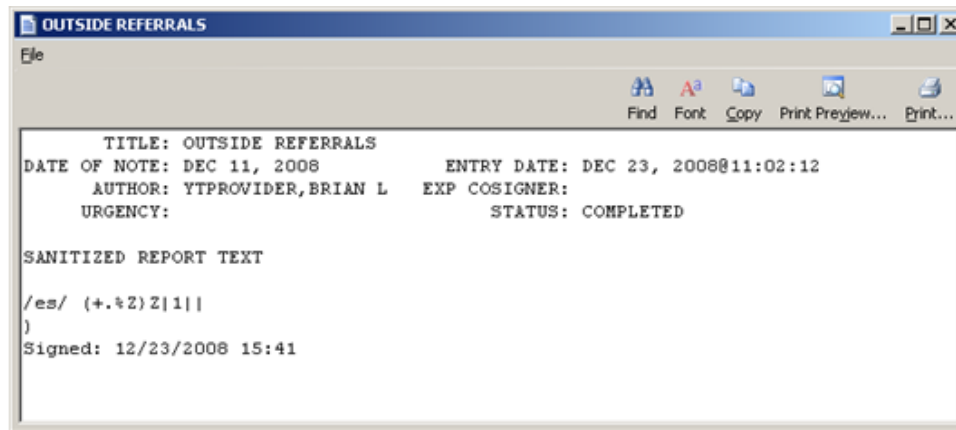 OUTSIDE REFERRALS
File
Find Font Copy Print Preview... Print...
TITLE: OUTSIDE REFERRALS
DATE OF NOTE: DEC 11, 2008 ENTRY DATE: DEC 23, 2008@11:02:12
AUTHOR: YTPROVIDER,BRIAN L EXP COSIGNER:
URGENCY: STATUS: COMPLETED
SANITIZED REPORT TEXT
/es/ (+.%Z)Z|1||
)
Signed: 12/23/2008 15:41